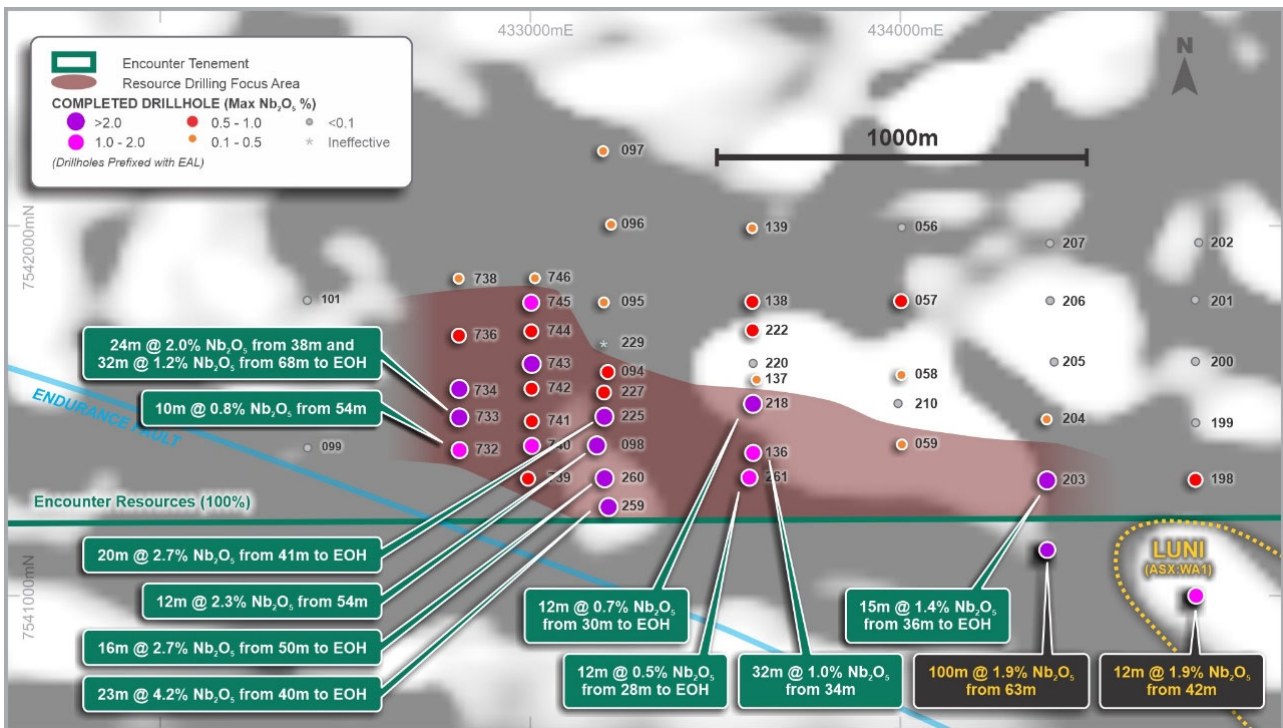 433000mE
434000mE
N
Encounter Tenement
Resource Drilling Focus Area
COMPLETED DRILLHOLE (Max Nb₂O₅ %)
>2.0
0.5 - 1.0
<0.1
1.0 - 2.0
0.1 - 0.5
* Ineffective
(Drillholes Prefixed with EAL)
1000m
097
7542000mN
096
139
056
207
202
738
746
101
745
095
138
057
206
201
736
744
222
229
743
220
205
200
094
137
058
734
742
227
218
210
733
741
225
204
199
099
732
740
098
136
059
739
260
261
203
198
259
24m @ 2.0% Nb₂O₅ from 38m and
32m @ 1.2% Nb₂O₅ from 68m to EOH
10m @ 0.8% Nb₂O₅ from 54m
ENDURANCE FAULT
Encounter Resources (100%)
20m @ 2.7% Nb₂O₅ from 41m to EOH
12m @ 2.3% Nb₂O₅ from 54m
16m @ 2.7% Nb₂O₅ from 50m to EOH
23m @ 4.2% Nb₂O₅ from 40m to EOH
12m @ 0.7% Nb₂O₅
from 30m to EOH
12m @ 0.5% Nb₂O₅
from 28m to EOH
32m @ 1.0% Nb₂O₅
from 34m
15m @ 1.4% Nb₂O₅
from 36m to EOH
100m @ 1.9% Nb₂O₅
from 63m
12m @ 1.9% Nb₂O₅
from 42m
LUNI
(ASX:WA1)
7541000mN